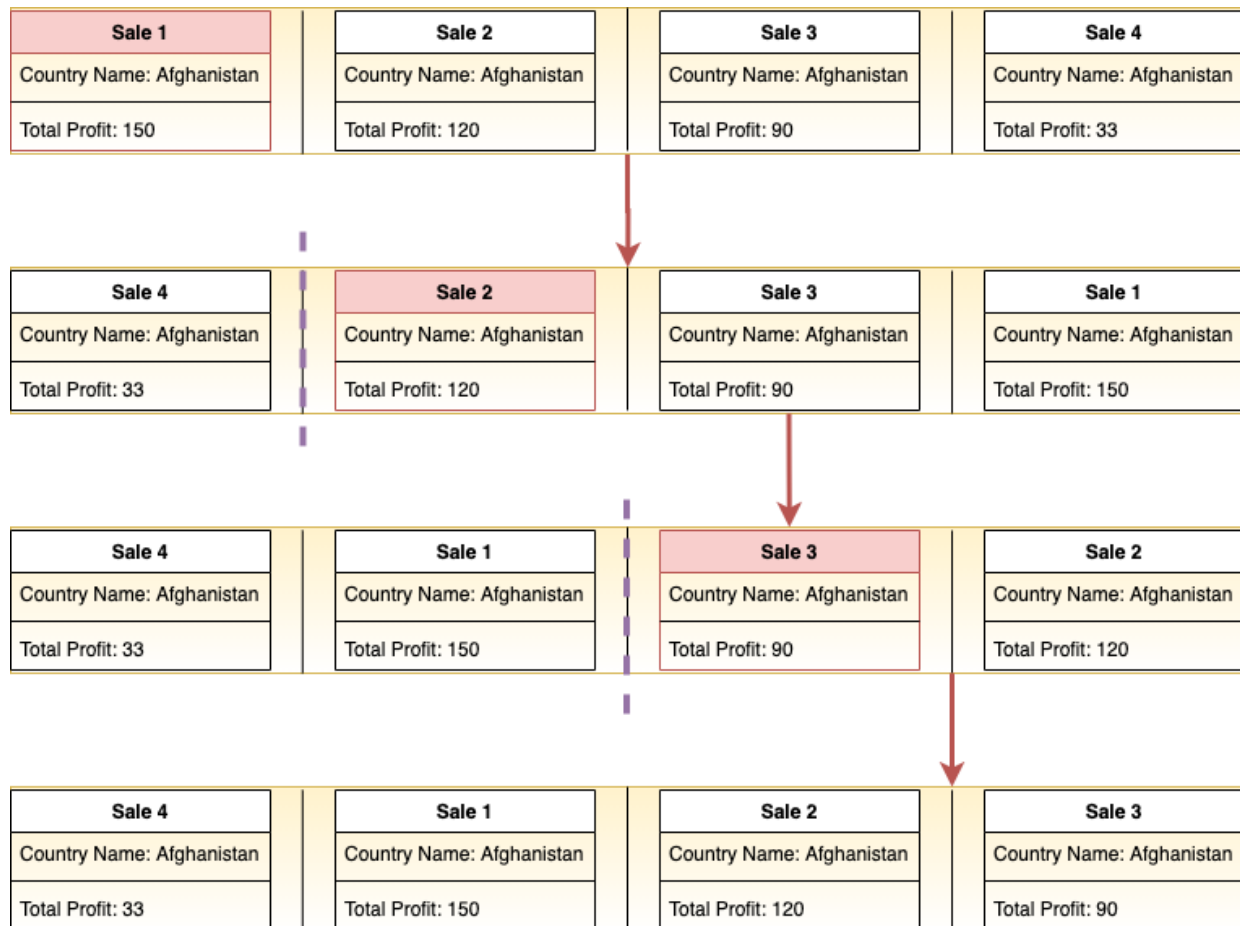 Sale 1 Sale 2 Sale 3 Sale 4
Country Name: Afghanistan Country Name: Afghanistan Country Name: Afghanistan Country Name: Afghanistan
Total Profit: 150 Total Profit: 120 Total Profit: 90 Total Profit: 33
Sale 4 Sale 2 Sale 3 Sale 1
Country Name: Afghanistan Country Name: Afghanistan Country Name: Afghanistan Country Name: Afghanistan
Total Profit: 33 Total Profit: 120 Total Profit: 90 Total Profit: 150
Sale 4 Sale 1 Sale 3 Sale 2
Country Name: Afghanistan Country Name: Afghanistan Country Name: Afghanistan Country Name: Afghanistan
Total Profit: 33 Total Profit: 150 Total Profit: 90 Total Profit: 120
Sale 4 Sale 1 Sale 2 Sale 3
Country Name: Afghanistan Country Name: Afghanistan Country Name: Afghanistan Country Name: Afghanistan
Total Profit: 33 Total Profit: 150 Total Profit: 120 Total Profit: 90